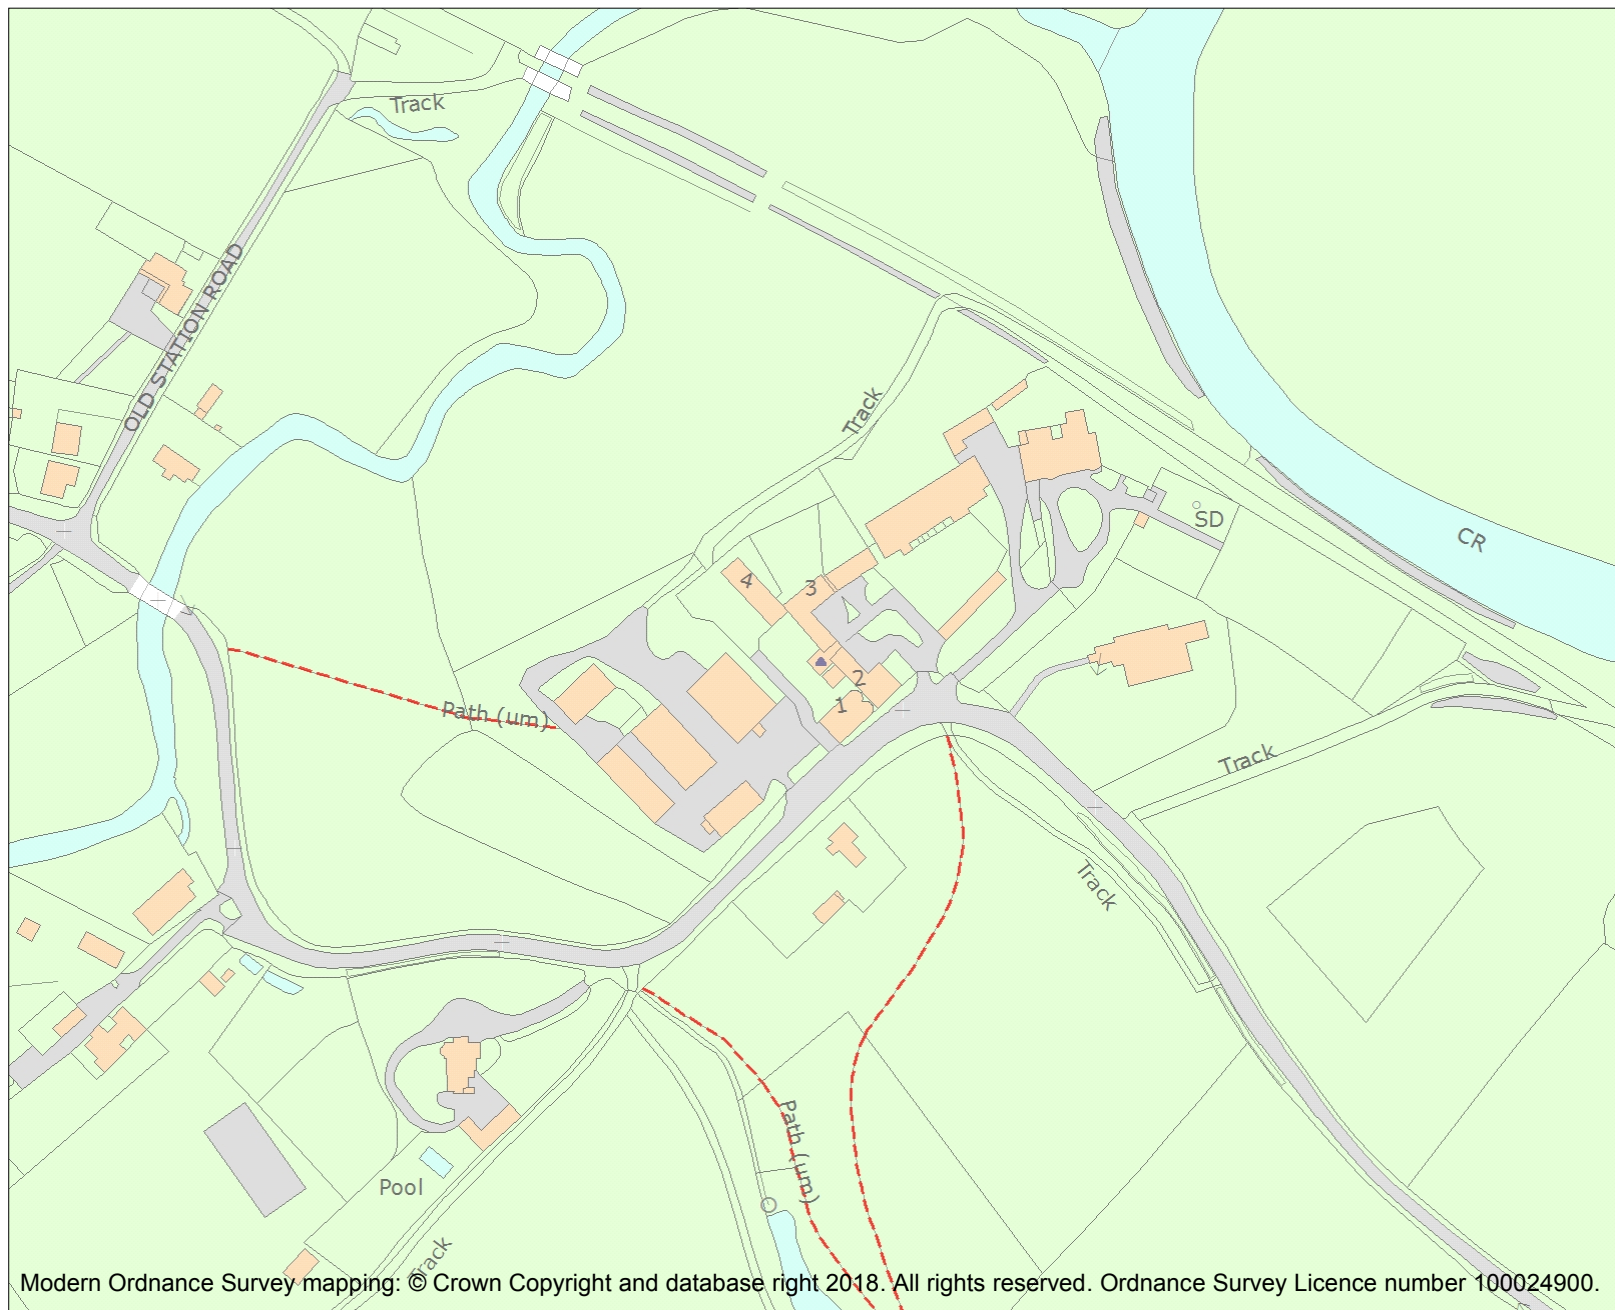 Track
OLD STATION ROAD
Track
SD
CR
4
3
2
1
Path (um)
Track
Track
Path (um)
Pool
Track
Modern Ordnance Survey mapping: © Crown Copyright and database right 2018. All rights reserved. Ordnance Survey Licence number 100024900.